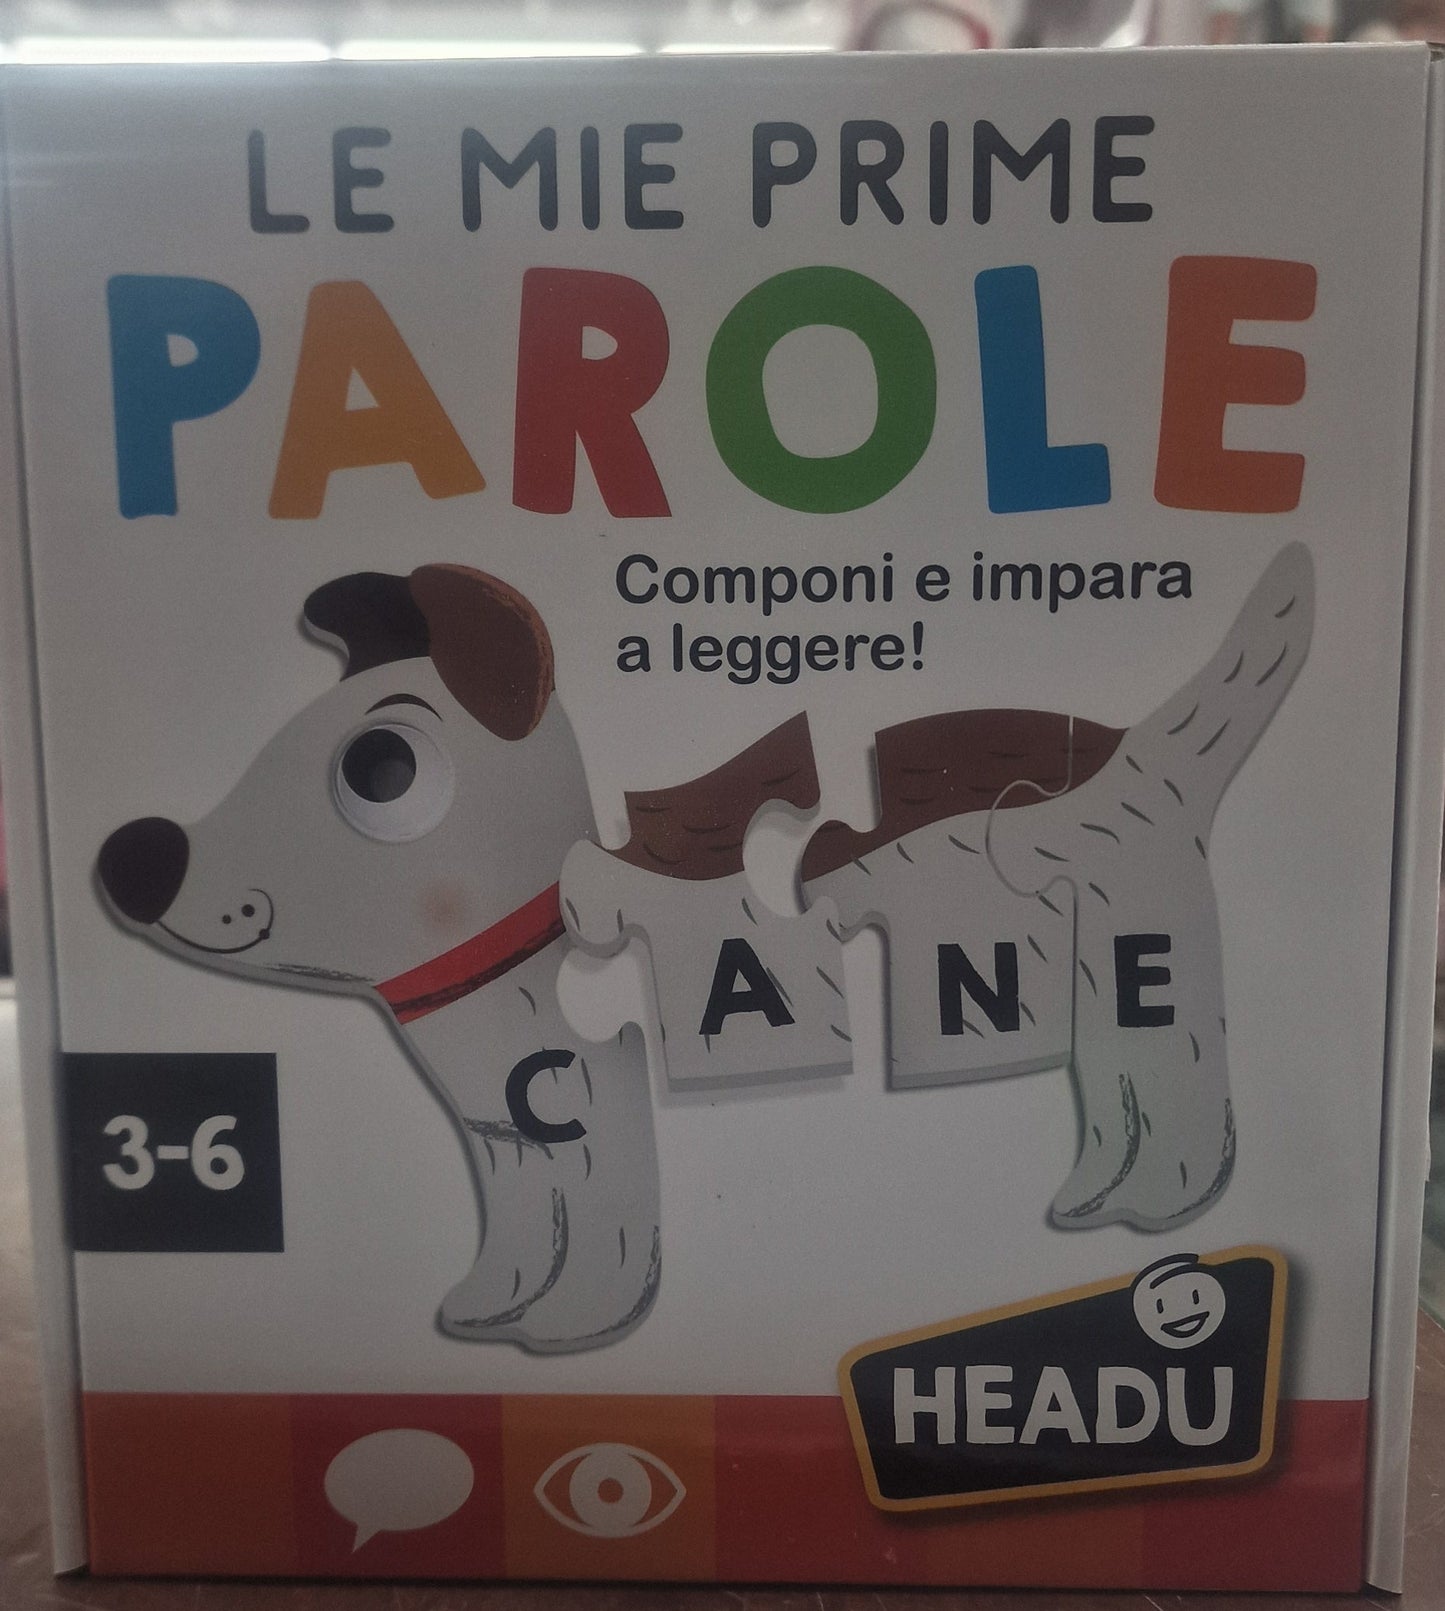 LE MIE PRIME
PAROLE
Componi e impara
a leggere!
C A N E
3-6
HEADU